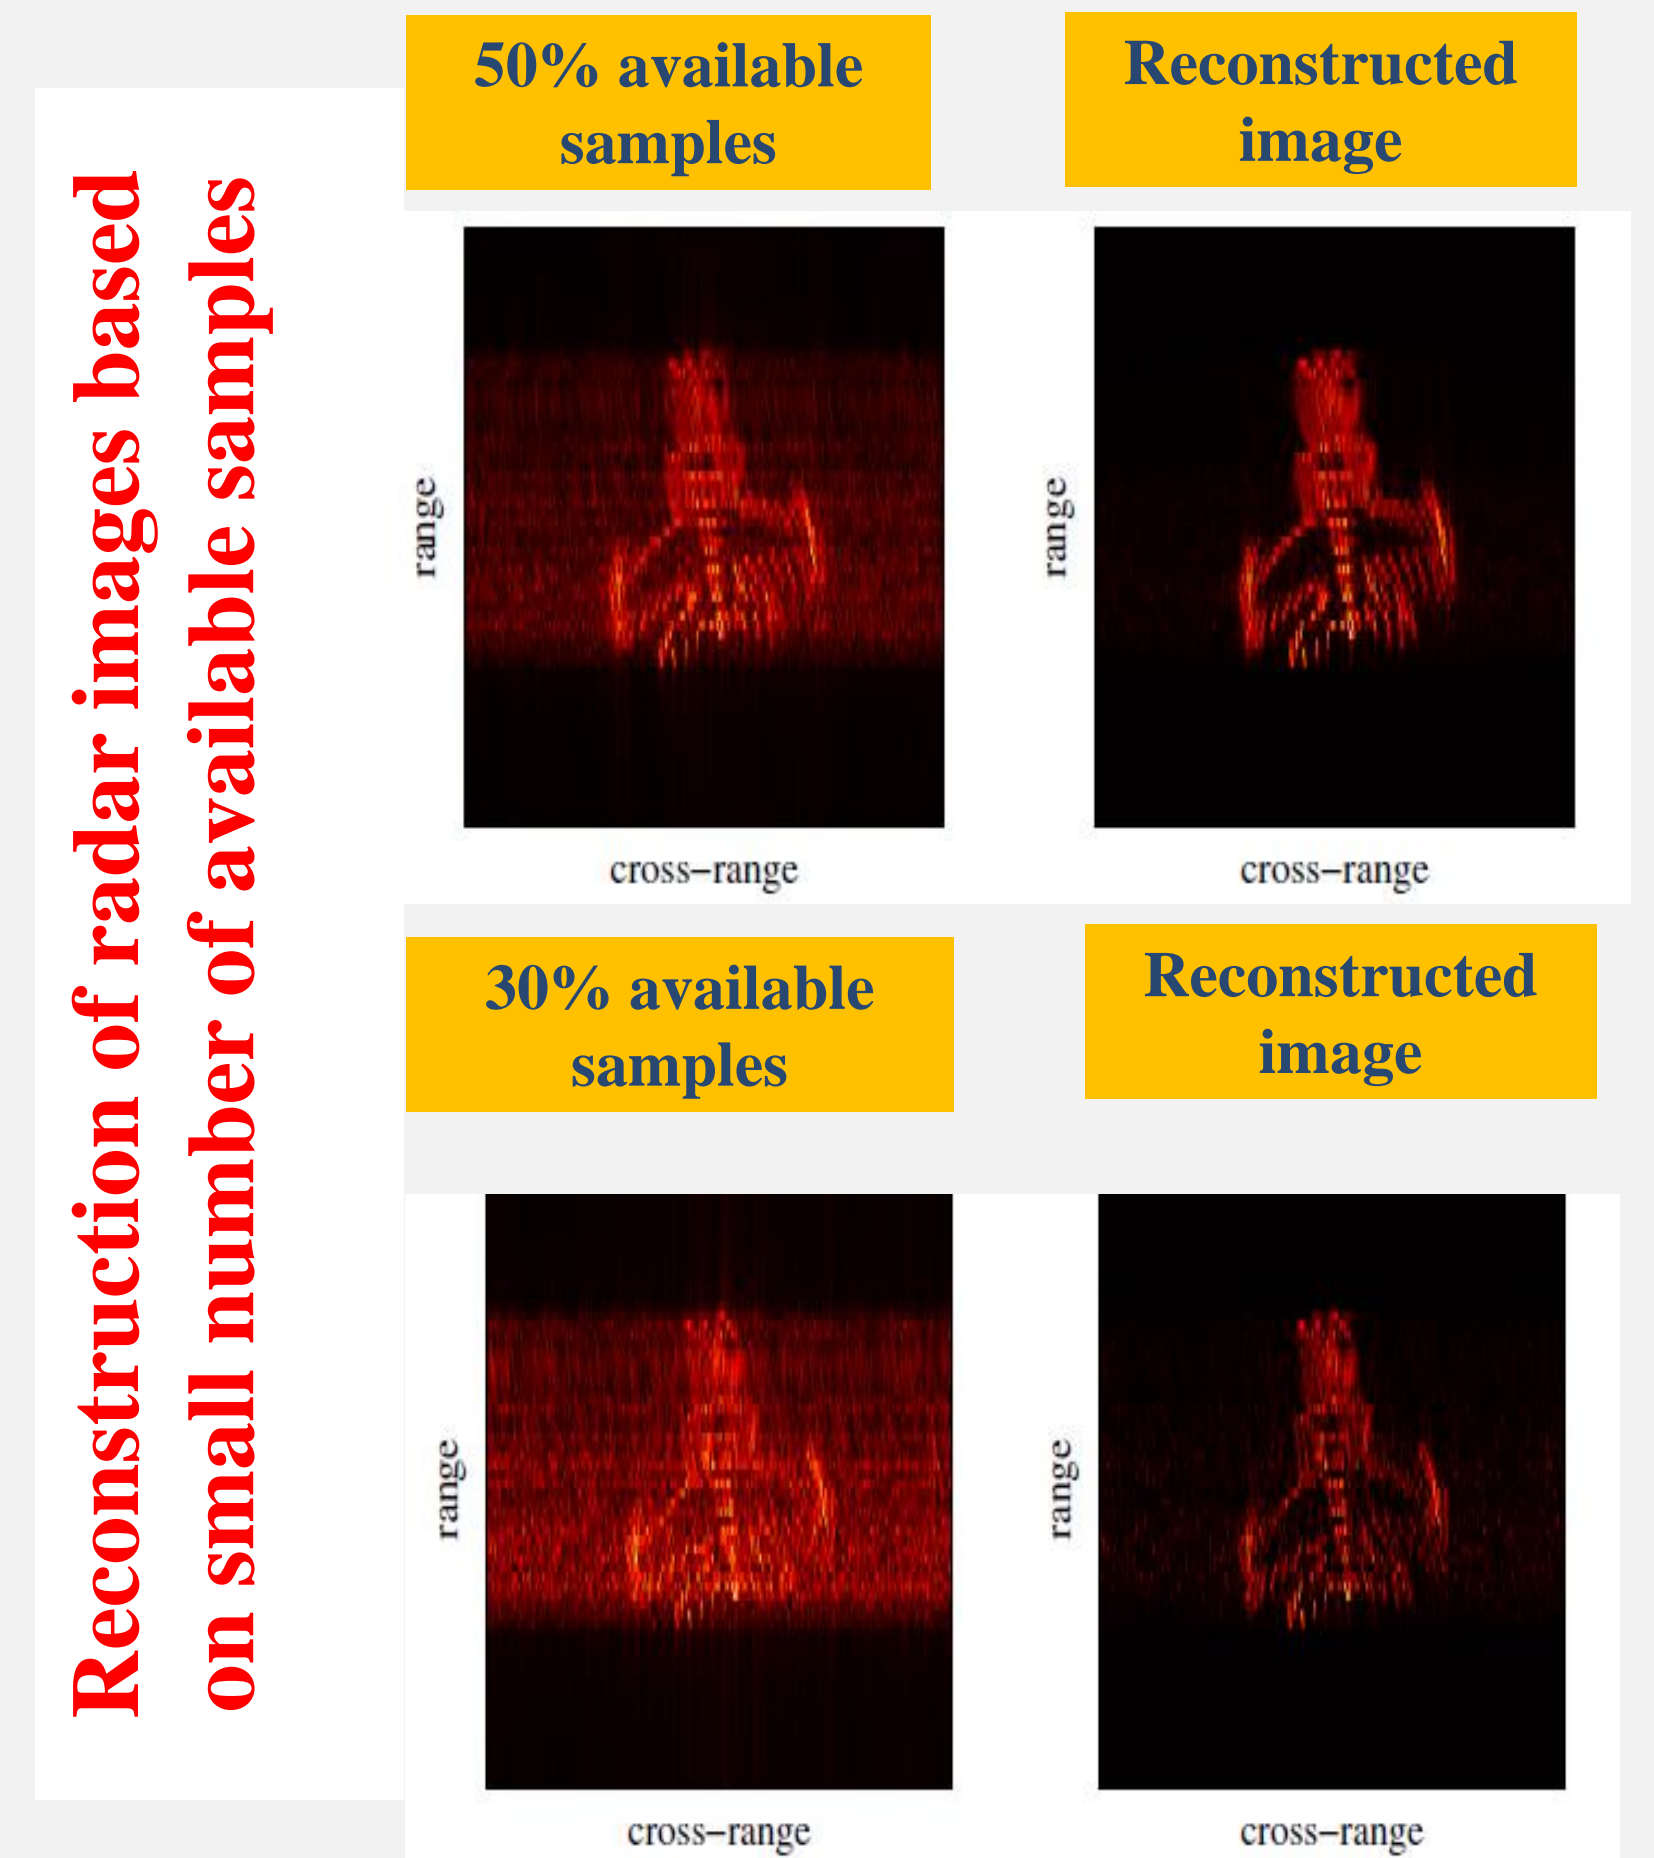 Reconstruction of radar images based
on small number of available samples
50% available
samples
Reconstructed
image
range
cross−range
range
cross−range
30% available
samples
Reconstructed
image
range
cross−range
range
cross−range